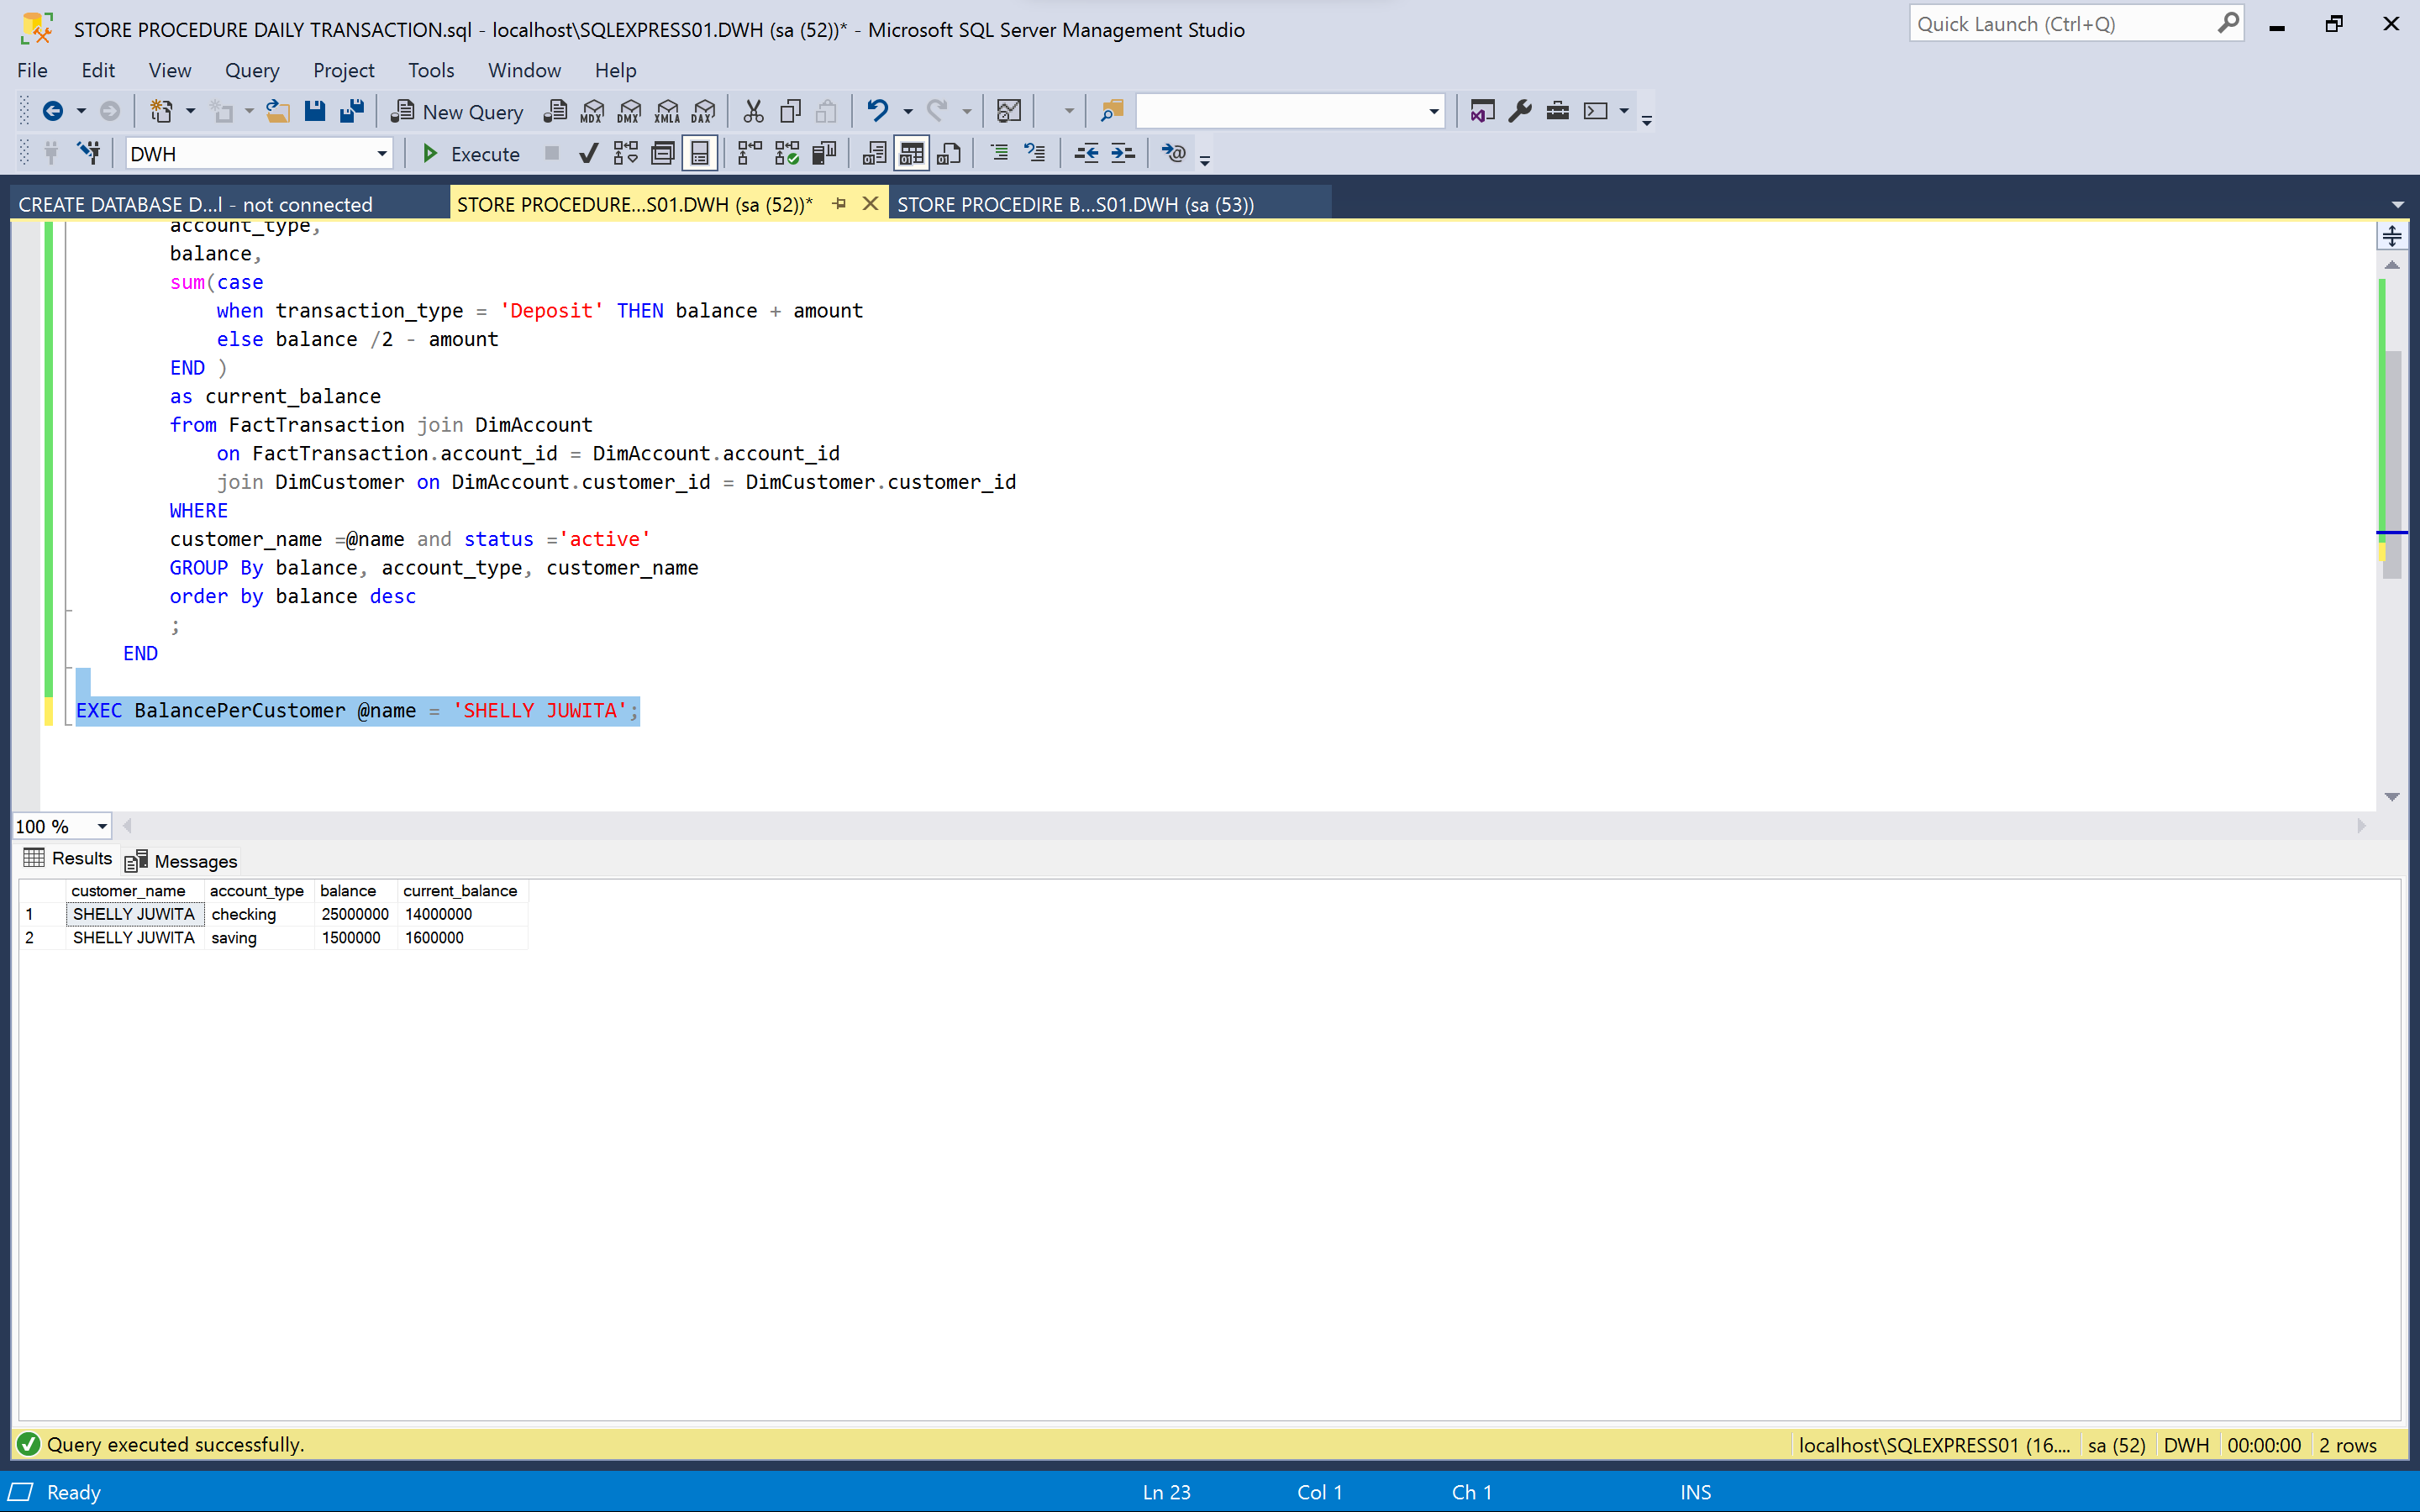 STORE PROCEDURE DAILY TRANSACTION.sql - localhost\SQLEXPRESS01.DWH (sa (52))* - Microsoft SQL Server Management Studio
Quick Launch (Ctrl+Q)
File Edit View Query Project Tools Window Help
New Query MDX DMX XMLA DAX
DWH Execute
CREATE DATABASE D...l - not connected STORE PROCEDURE...S01.DWH (sa (52))* STORE PROCEDIRE B...S01.DWH (sa (53))
account_type,
balance,
sum(case
when transaction_type = 'Deposit' THEN balance + amount
else balance /2 - amount
END )
as current_balance
from FactTransaction join DimAccount
on FactTransaction.account_id = DimAccount.account_id
join DimCustomer on DimAccount.customer_id = DimCustomer.customer_id
WHERE
customer_name =@name and status ='active'
GROUP By balance, account_type, customer_name
order by balance desc
;
END
EXEC BalancePerCustomer @name = 'SHELLY JUWITA';
100 %
Results Messages
customer_name account_type balance current_balance
1 SHELLY JUWITA checking 25000000 14000000
2 SHELLY JUWITA saving 1500000 1600000
Query executed successfully. localhost\SQLEXPRESS01 (16.... sa (52) DWH 00:00:00 2 rows
Ready Ln 23 Col 1 Ch 1 INS